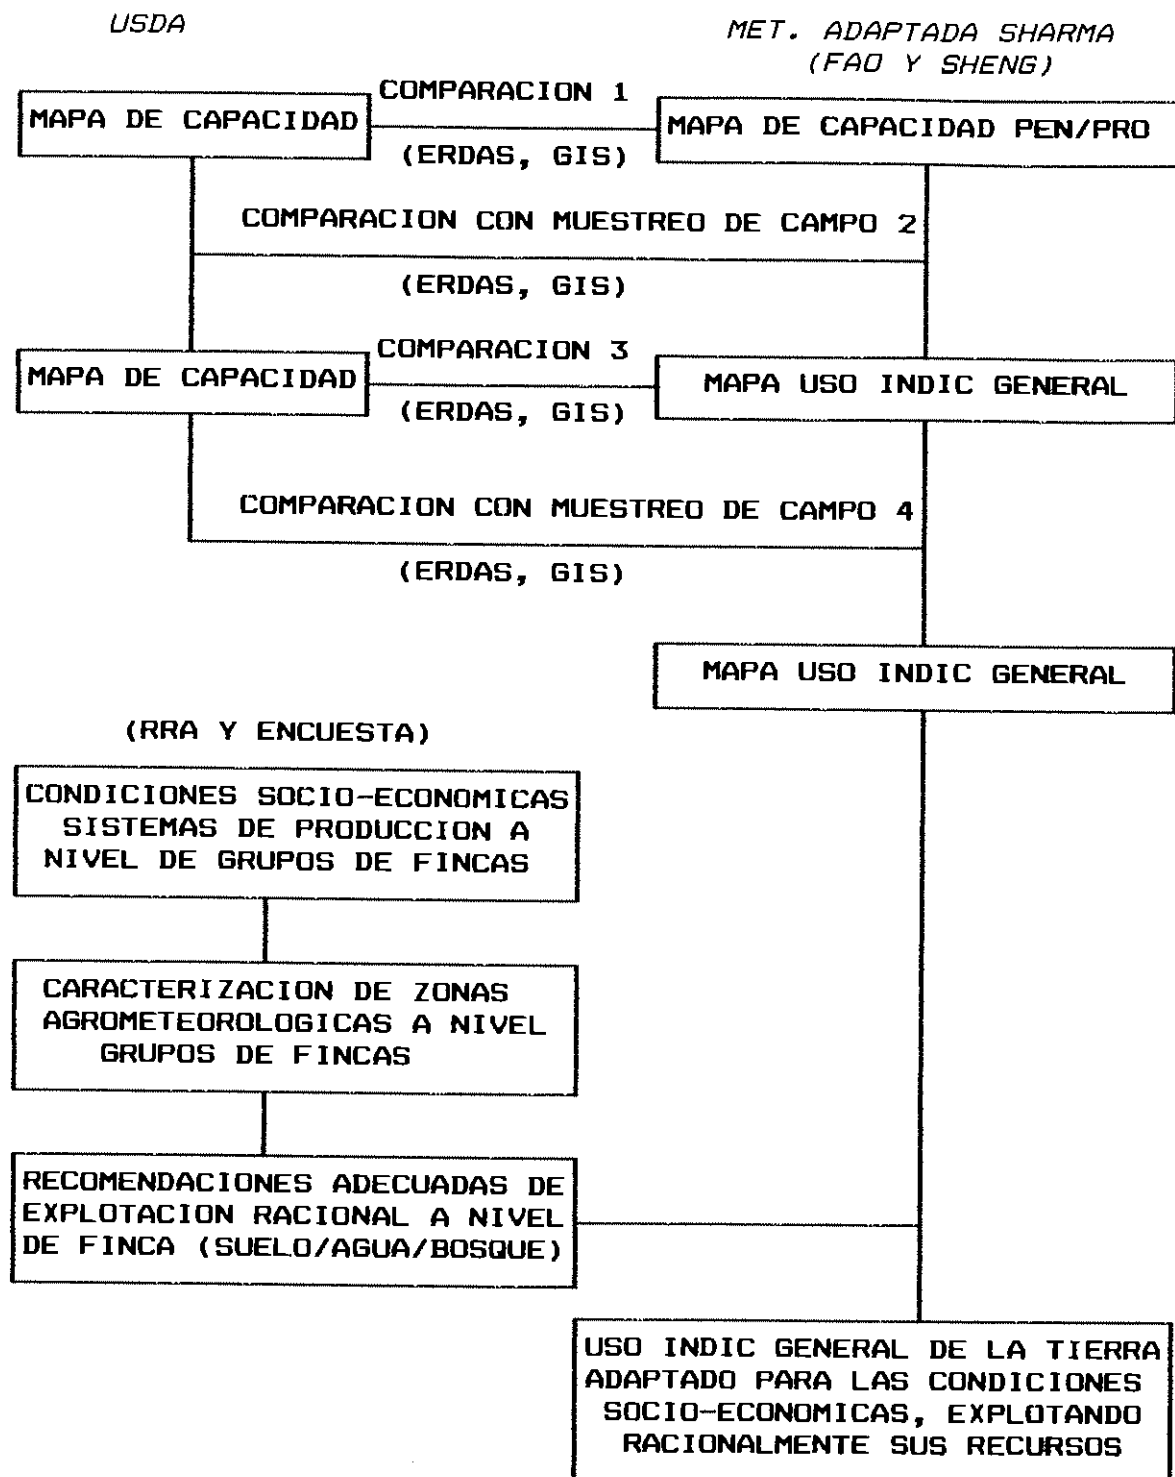 USDA
MET. ADAPTADA SHARMA
(FAO Y SHENG)
COMPARACION 1
MAPA DE CAPACIDAD
MAPA DE CAPACIDAD PEN/PRO
(ERDAS, GIS)
COMPARACION CON MUESTREO DE CAMPO 2
(ERDAS, GIS)
COMPARACION 3
MAPA DE CAPACIDAD
MAPA USO INDIC GENERAL
(ERDAS, GIS)
COMPARACION CON MUESTREO DE CAMPO 4
(ERDAS, GIS)
MAPA USO INDIC GENERAL
(RRA Y ENCUESTA)
CONDICIONES SOCIO-ECONOMICAS
SISTEMAS DE PRODUCCION A
NIVEL DE GRUPOS DE FINCAS
CARACTERIZACION DE ZONAS
AGROMETEOROLOGICAS A NIVEL
GRUPOS DE FINCAS
RECOMENDACIONES ADECUADAS DE
EXPLOTACION RACIONAL A NIVEL
DE FINCA (SUELO/AGUA/BOSQUE)
USO INDIC GENERAL DE LA TIERRA
ADAPTADO PARA LAS CONDICIONES
SOCIO-ECONOMICAS, EXPLOTANDO
RACIONALMENTE SUS RECURSOS